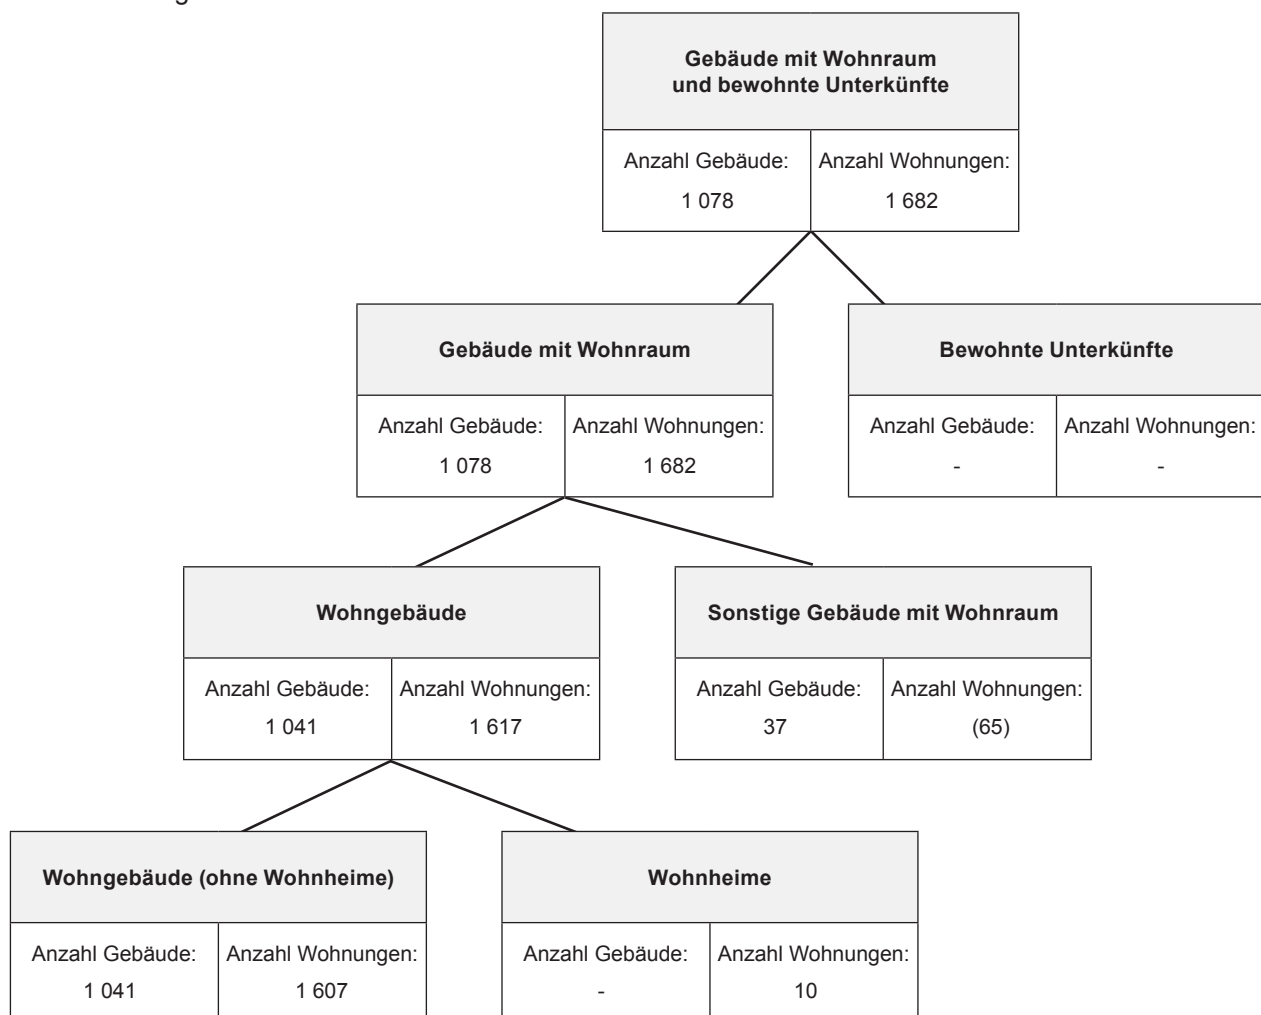 Gebäude mit Wohnraum
und bewohnte Unterkünfte
Anzahl Gebäude: Anzahl Wohnungen:
1 078 1 682
Gebäude mit Wohnraum
Anzahl Gebäude: Anzahl Wohnungen:
1 078 1 682
Bewohnte Unterkünfte
Anzahl Gebäude: Anzahl Wohnungen:
- -
Wohngebäude
Anzahl Gebäude: Anzahl Wohnungen:
1 041 1 617
Sonstige Gebäude mit Wohnraum
Anzahl Gebäude: Anzahl Wohnungen:
37 (65)
Wohngebäude (ohne Wohnheime)
Anzahl Gebäude: Anzahl Wohnungen:
1 041 1 607
Wohnheime
Anzahl Gebäude: Anzahl Wohnungen:
- 10